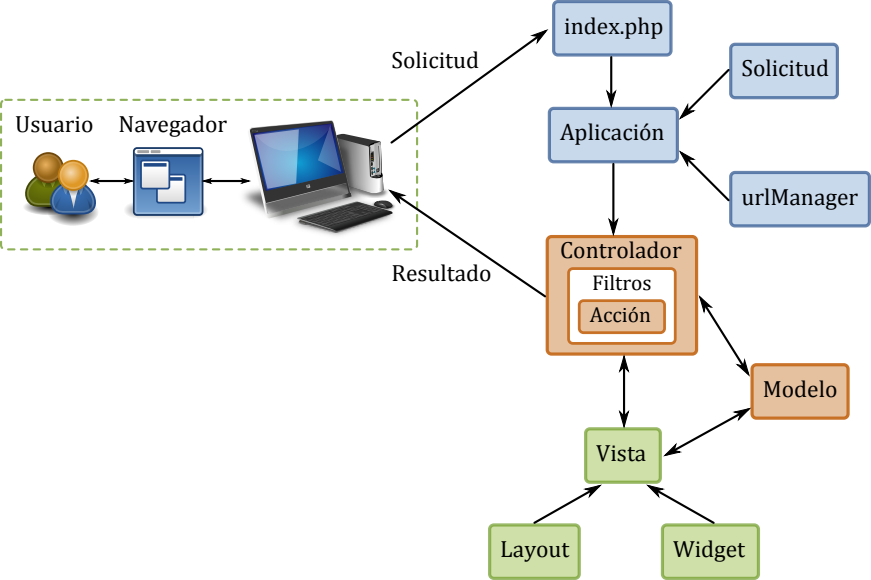 index.php
Solicitud
Solicitud
Usuario
Navegador
Aplicación
urlManager
Controlador
Resultado
Filtros
Acción
Modelo
Vista
Layout
Widget